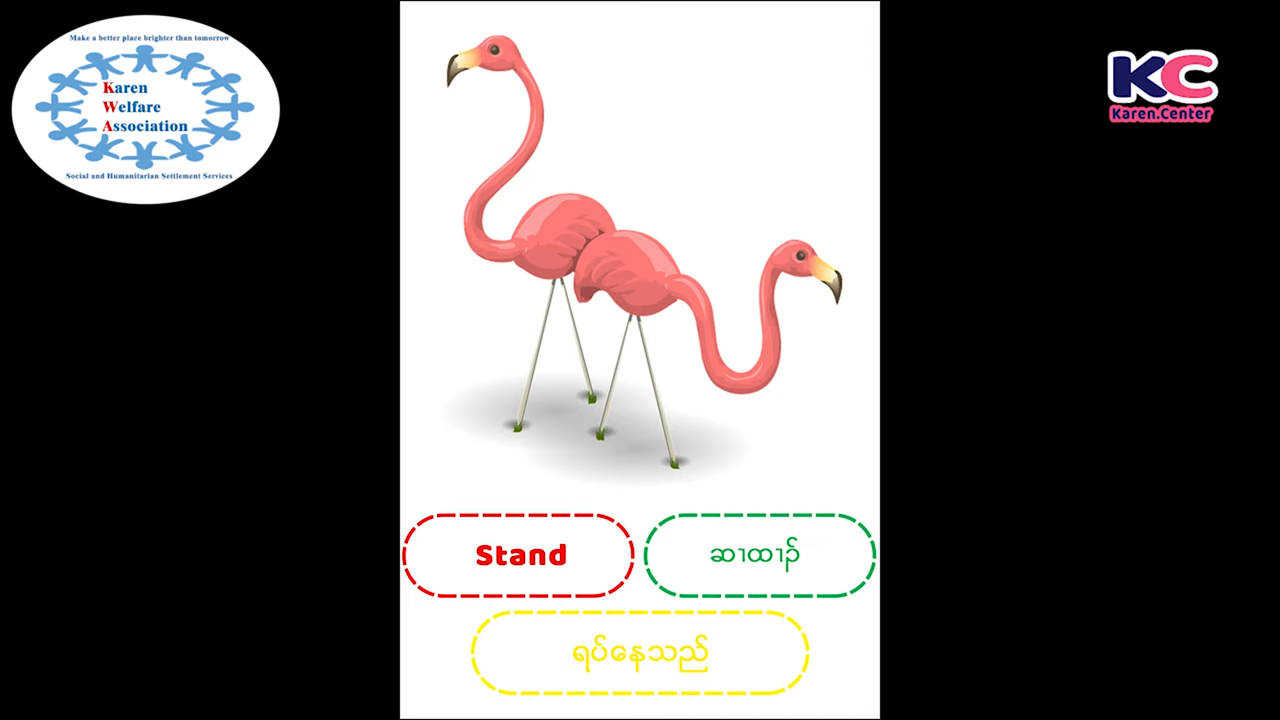 Make a better place brighter than tomorrow
Karen
Welfare
Association
Social and Humanitarian Settlement Services
KC
Karen.Center
Stand
ဆၢထၢၣ်
ရပ်နေသည်